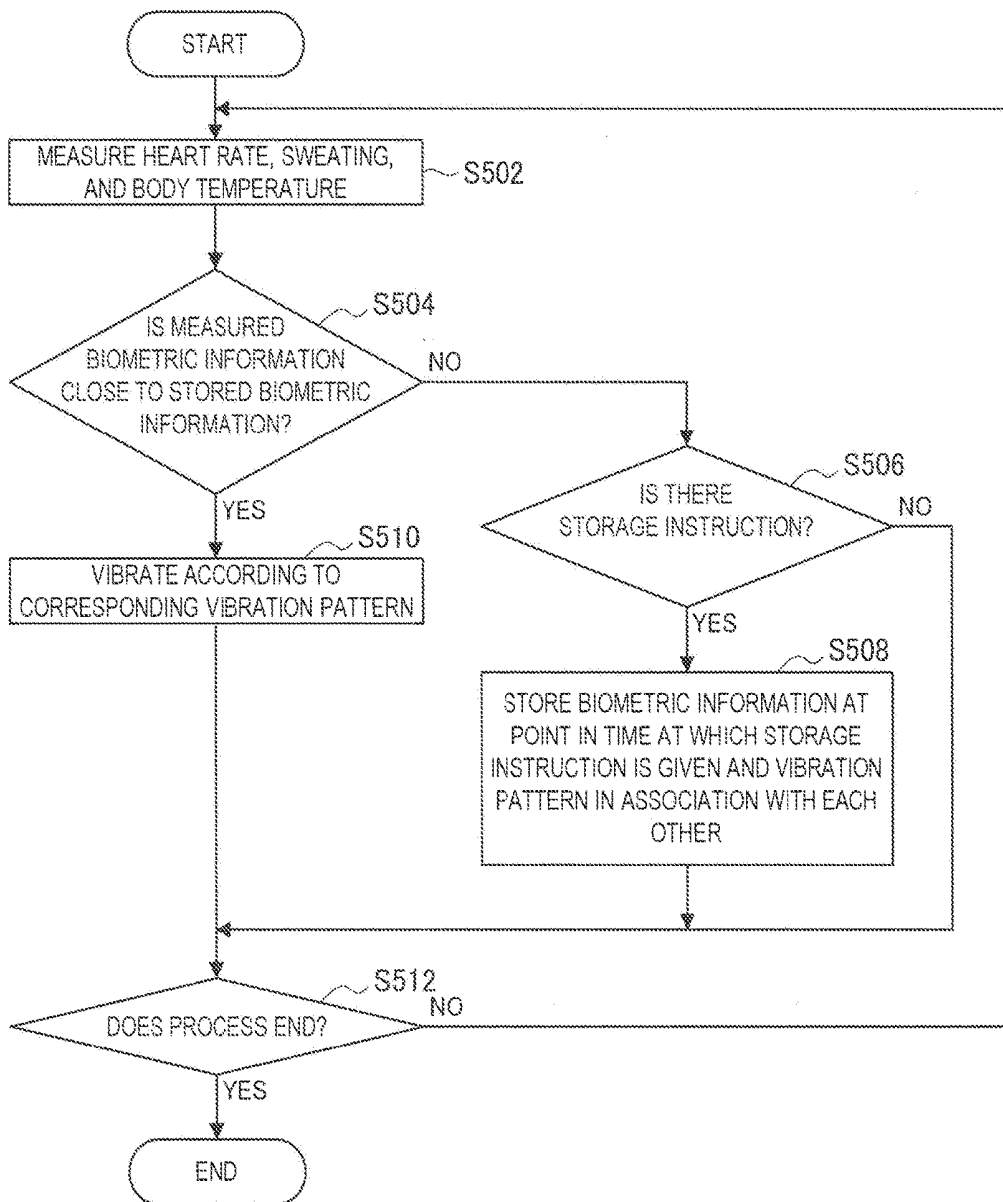 START
MEASURE HEART RATE, SWEATING,
AND BODY TEMPERATURE
S502
S504
IS MEASURED
BIOMETRIC INFORMATION
CLOSE TO STORED BIOMETRIC
INFORMATION?
NO
YES
S506
IS THERE
STORAGE INSTRUCTION?
NO
YES
S510
VIBRATE ACCORDING TO
CORRESPONDING VIBRATION PATTERN
S508
STORE BIOMETRIC INFORMATION AT
POINT IN TIME AT WHICH STORAGE
INSTRUCTION IS GIVEN AND VIBRATION
PATTERN IN ASSOCIATION WITH EACH
OTHER
S512
DOES PROCESS END?
NO
YES
END